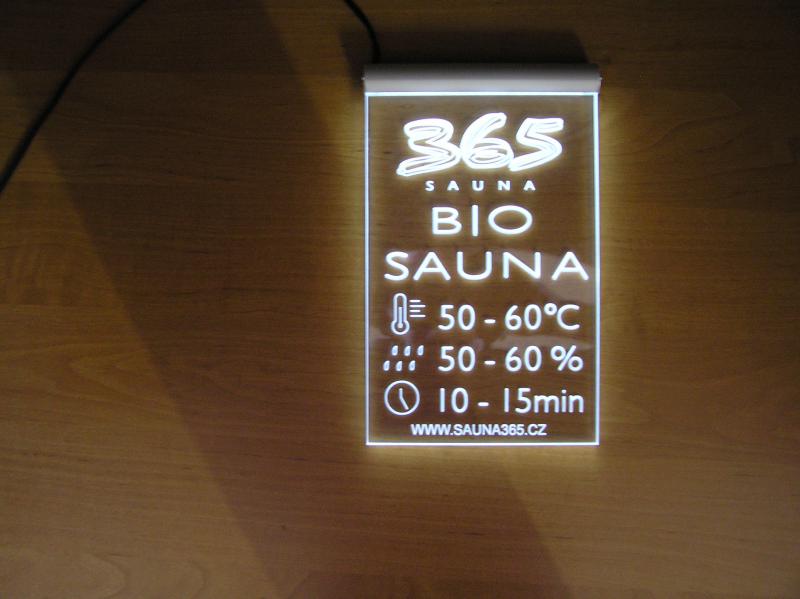 365
SAUNA
BIO
SAUNA
50 - 60°C
50 - 60 %
10 - 15min
WWW.SAUNA365.CZ